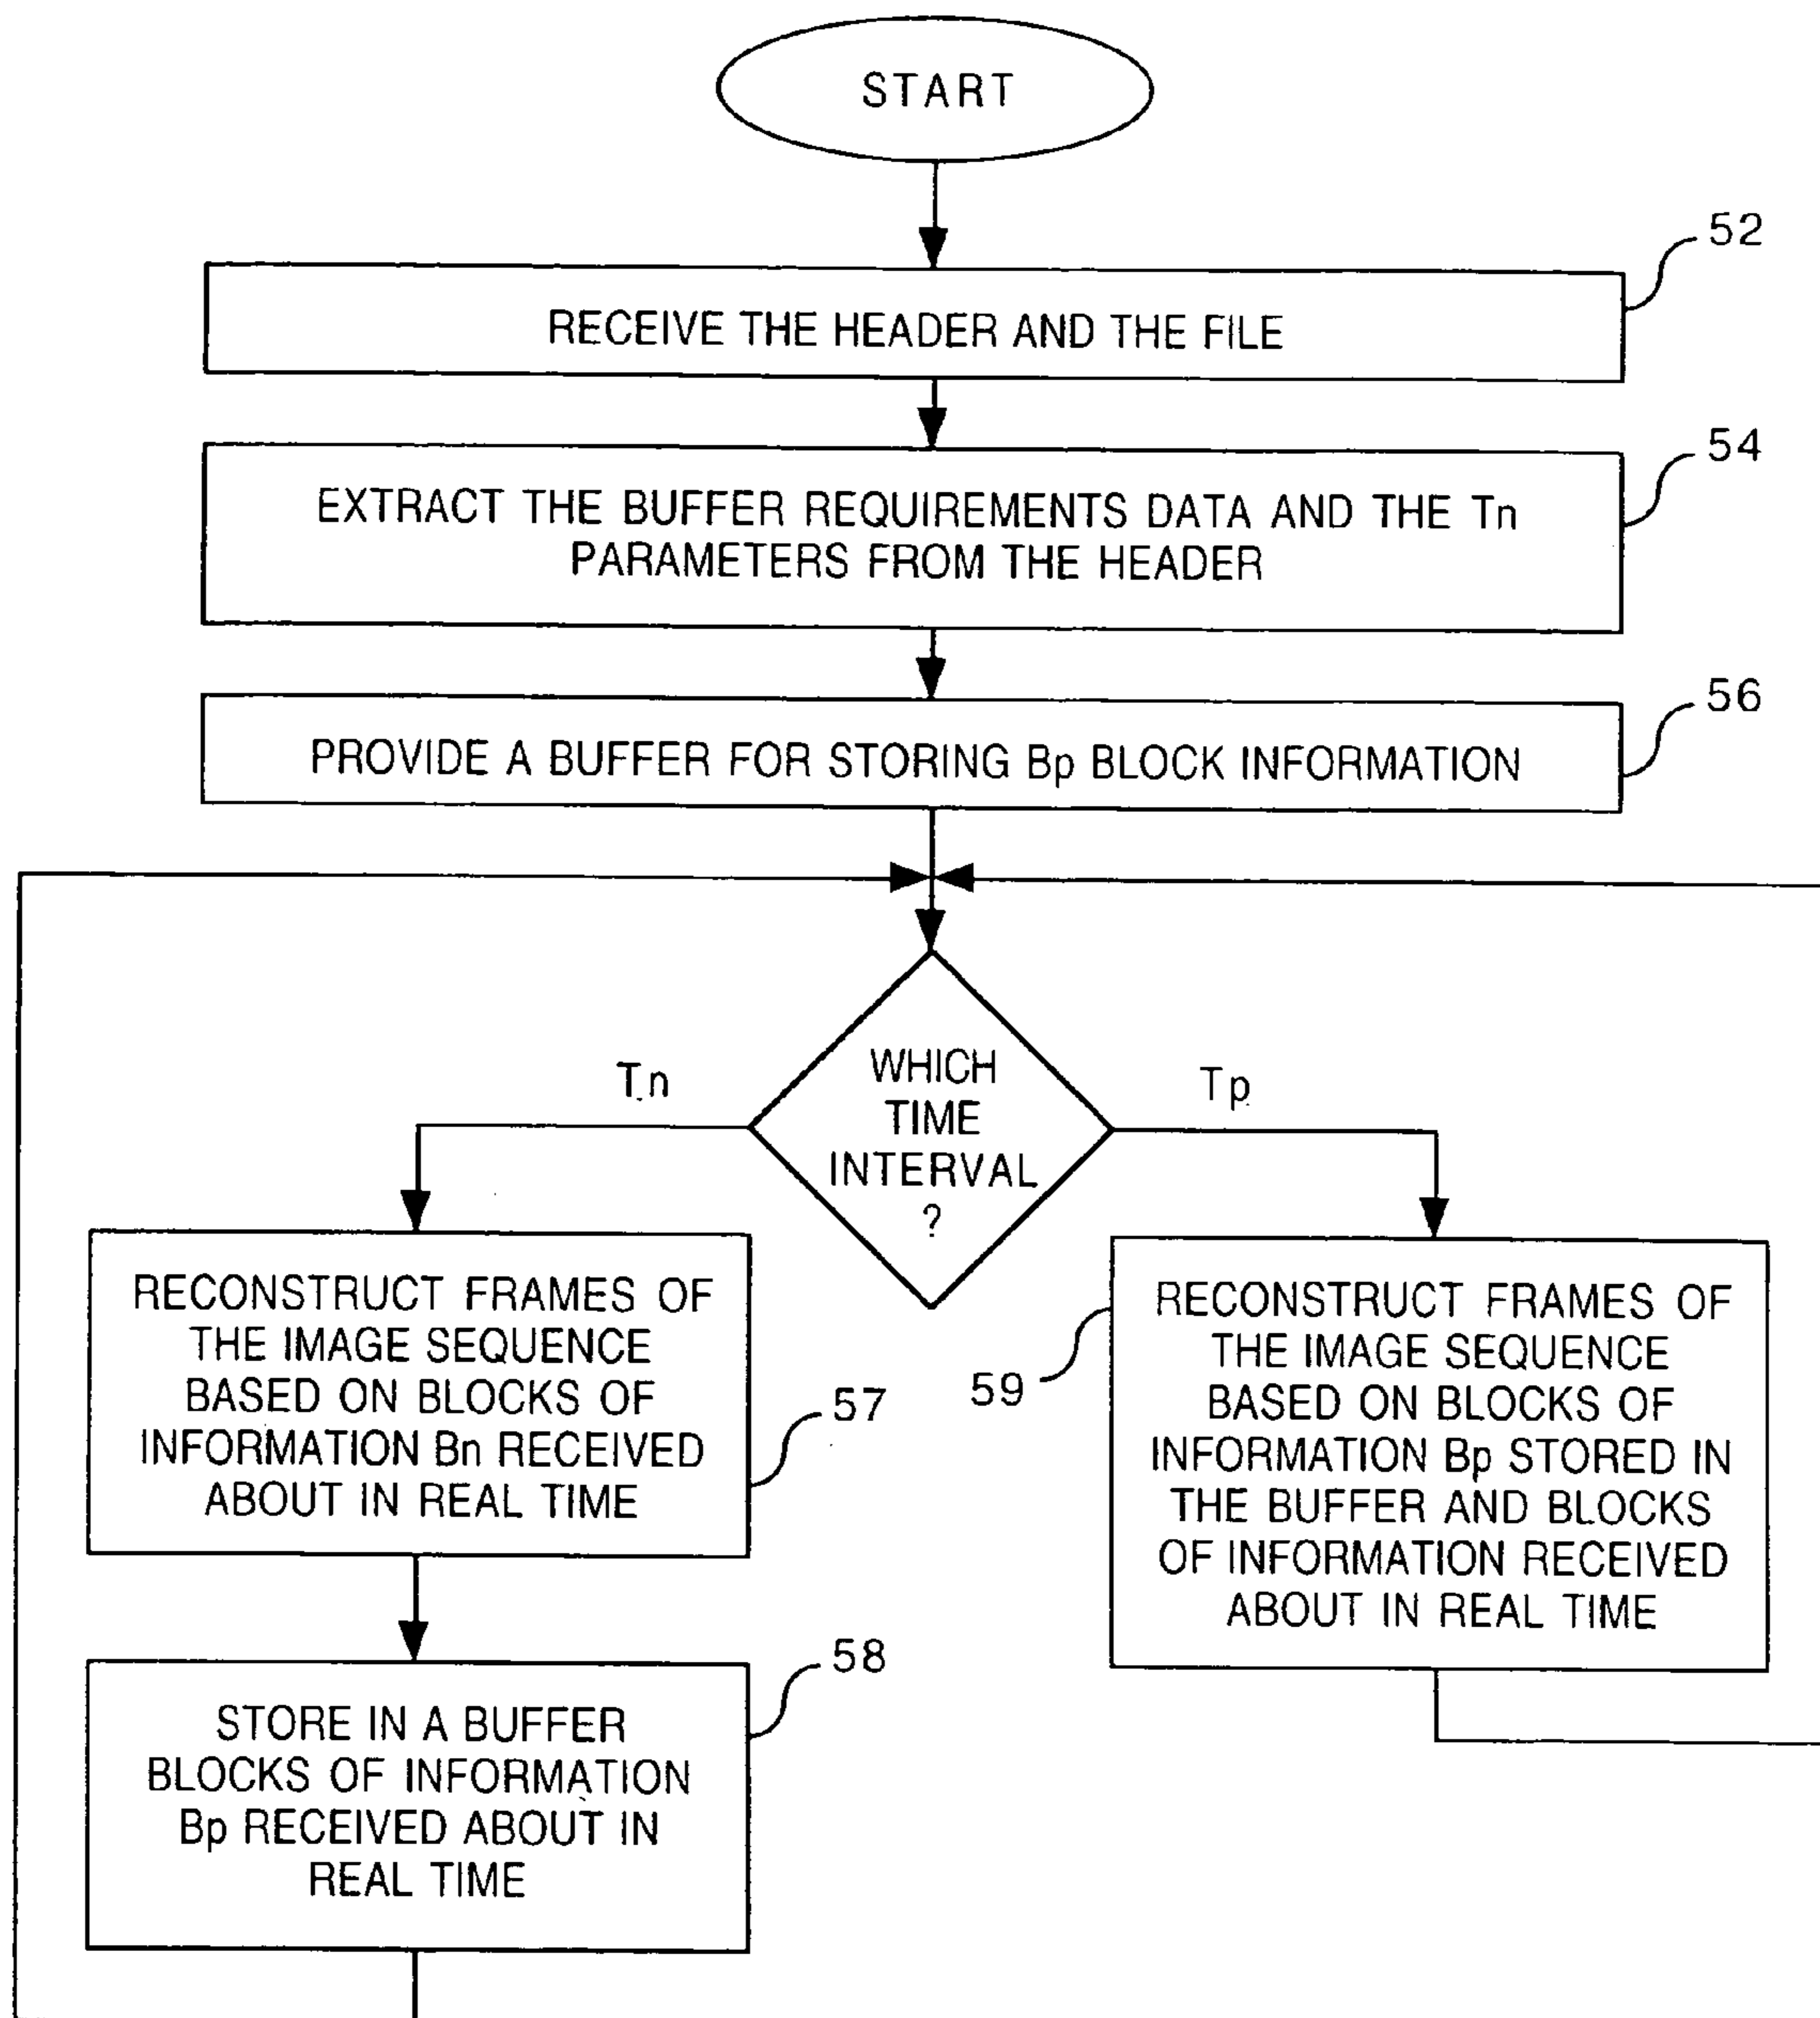 START
52
RECEIVE THE HEADER AND THE FILE
54
EXTRACT THE BUFFER REQUIREMENTS DATA AND THE Tn
PARAMETERS FROM THE HEADER
56
PROVIDE A BUFFER FOR STORING Bp BLOCK INFORMATION
WHICH
TIME
INTERVAL
?
Tn
Tp
RECONSTRUCT FRAMES OF
THE IMAGE SEQUENCE
BASED ON BLOCKS OF
INFORMATION Bn RECEIVED
ABOUT IN REAL TIME
57
59
RECONSTRUCT FRAMES OF
THE IMAGE SEQUENCE
BASED ON BLOCKS OF
INFORMATION Bp STORED IN
THE BUFFER AND BLOCKS
OF INFORMATION RECEIVED
ABOUT IN REAL TIME
58
STORE IN A BUFFER
BLOCKS OF INFORMATION
Bp RECEIVED ABOUT IN
REAL TIME